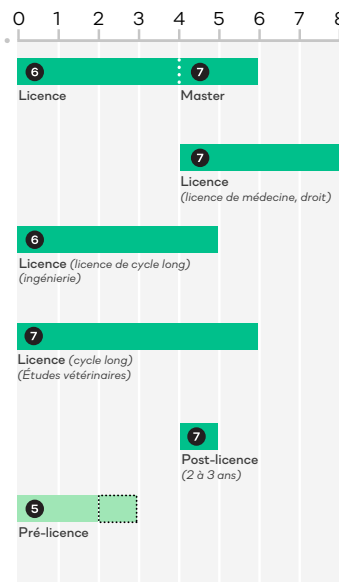 0 1 2 3 4 5 6 7 8
6 7
Licence Master
7
Licence
(licence de médecine, droit)
6
Licence (licence de cycle long)
(ingénierie)
7
Licence (cycle long)
(Études vétérinaires)
7
Post-licence
(2 à 3 ans)
5
Pré-licence